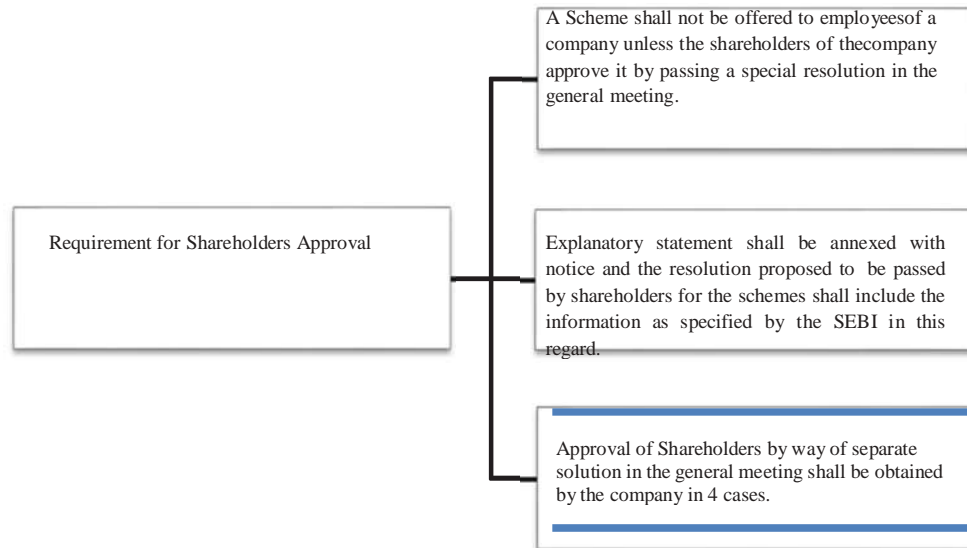 Requirement for Shareholders Approval
A Scheme shall not be offered to employeesof a
company unless the shareholders of thecompany
approve it by passing a special resolution in the
general meeting.
Explanatory statement shall be annexed with
notice and the resolution proposed to be passed
by shareholders for the schemes shall include the
information as specified by the SEBI in this
regard.
Approval of Shareholders by way of separate
solution in the general meeting shall be obtained
by the company in 4 cases.